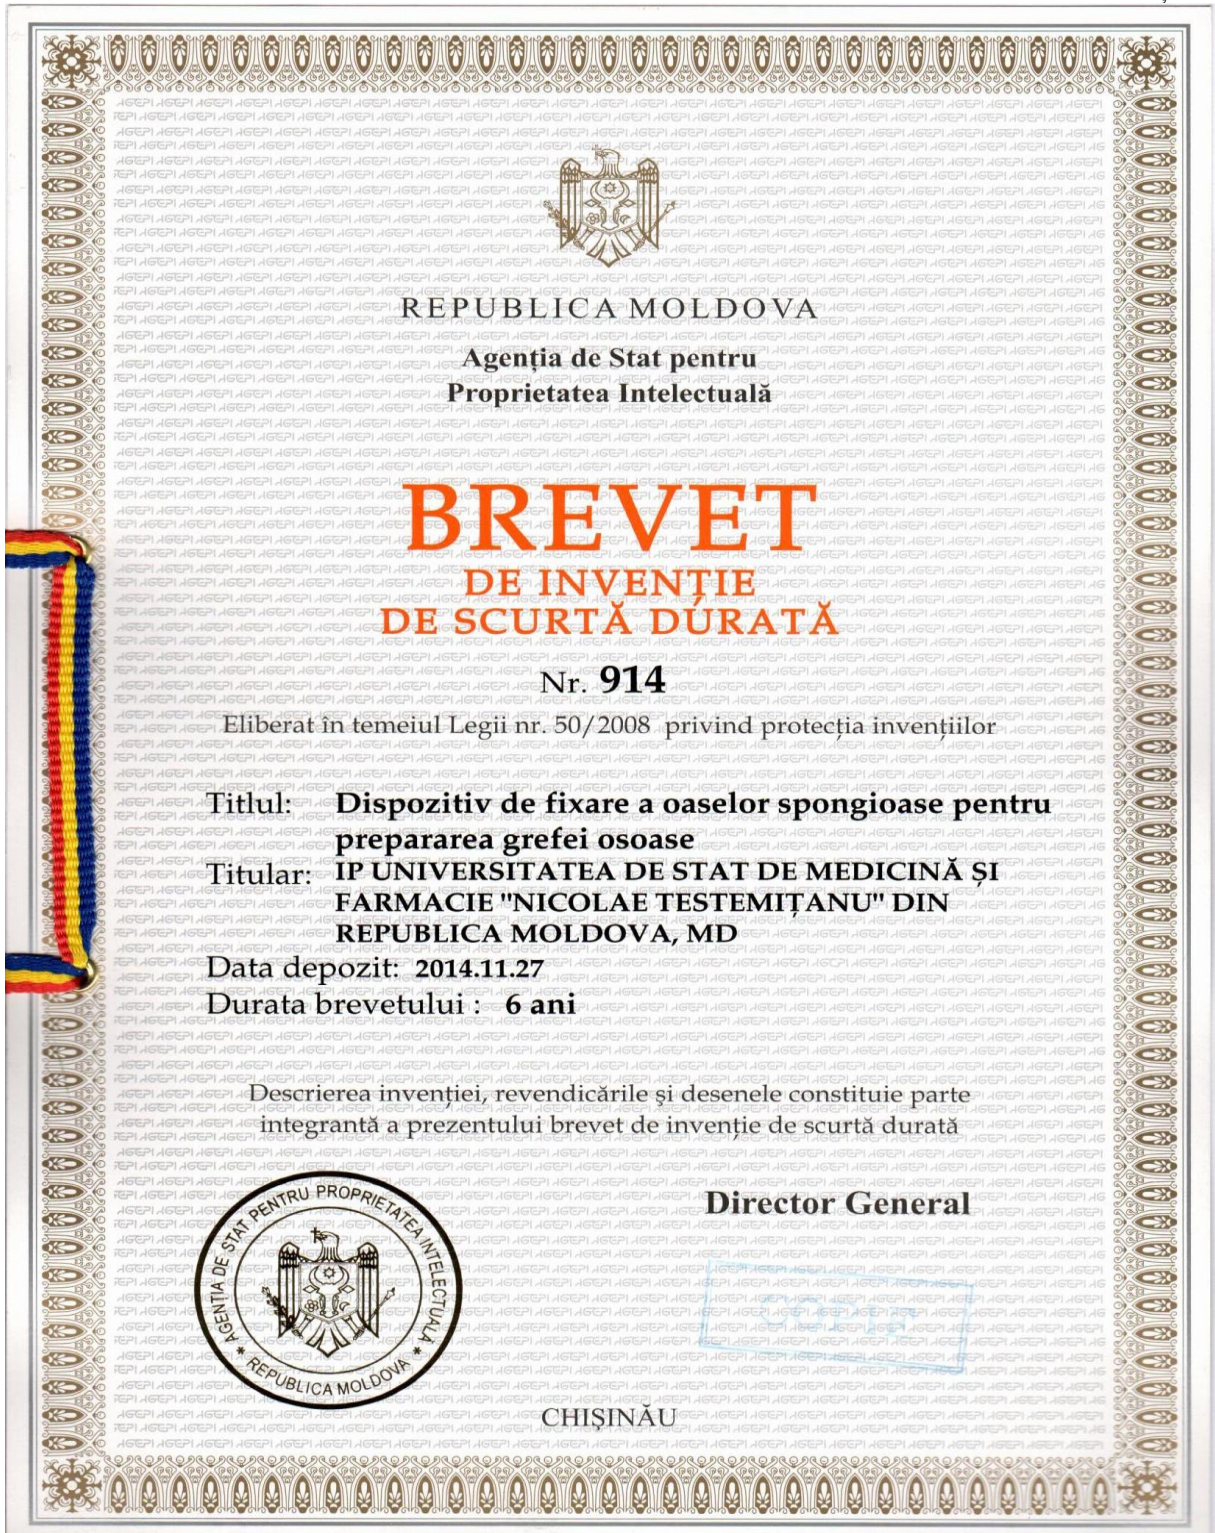 REPUBLICA MOLDOVA
Agenția de Stat pentru
Proprietatea Intelectuală
BREVET
DE INVENȚIE
DE SCURTĂ DURATĂ
Nr. 914
Eliberat în temeiul Legii nr. 50/2008 privind protecția invențiilor
Titlul: Dispozitiv de fixare a oaselor spongioase pentru
prepararea grefei osoase
Titular: IP UNIVERSITATEA DE STAT DE MEDICINĂ ȘI
FARMACIE "NICOLAE TESTEMIȚANU" DIN
REPUBLICA MOLDOVA, MD
Data depozit: 2014.11.27
Durata brevetului : 6 ani
Descrierea invenției, revendicările și desenele constituie parte
integrantă a prezentului brevet de invenție de scurtă durată
Director General
AGENȚIA DE STAT PENTRU PROPRIETATEA INTELECTUALĂ
* REPUBLICA MOLDOVA *
COPIE
CHIȘINĂU